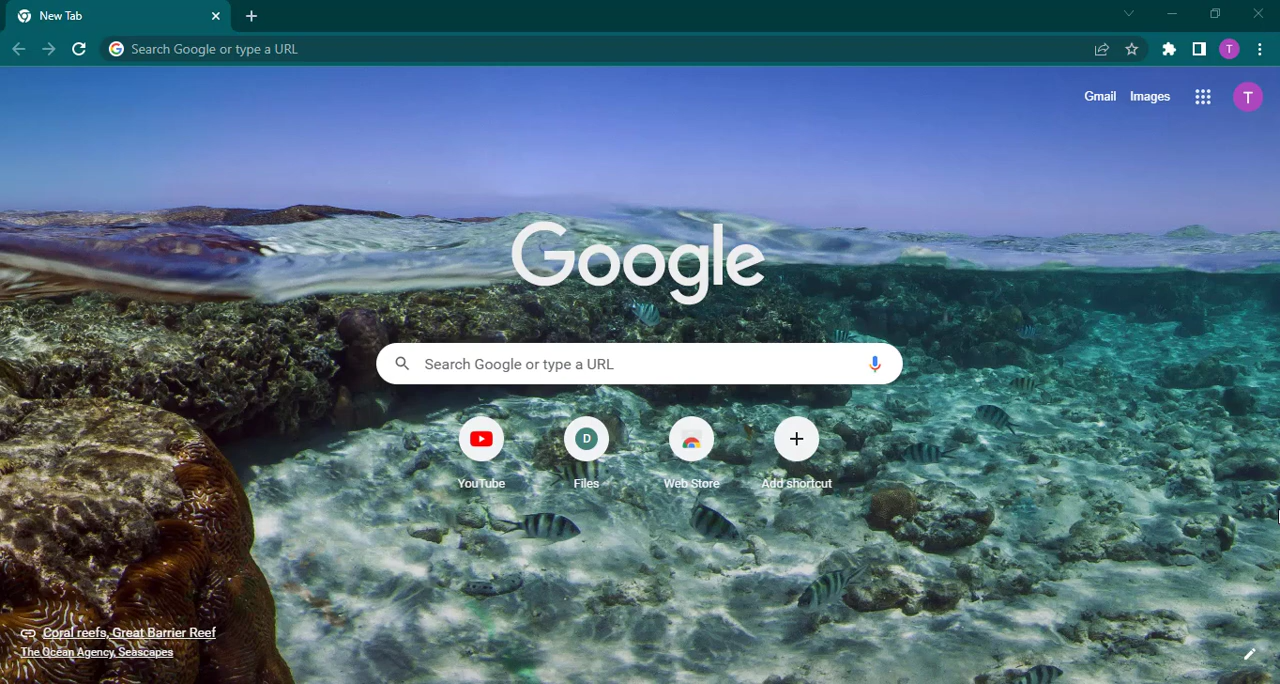 New Tab
Search Google or type a URL
T
Gmail
Images
T
Google
Search Google or type a URL
D
YouTube
Files
Web Store
Add shortcut
Coral reefs, Great Barrier Reef
The Ocean Agency, Seascapes